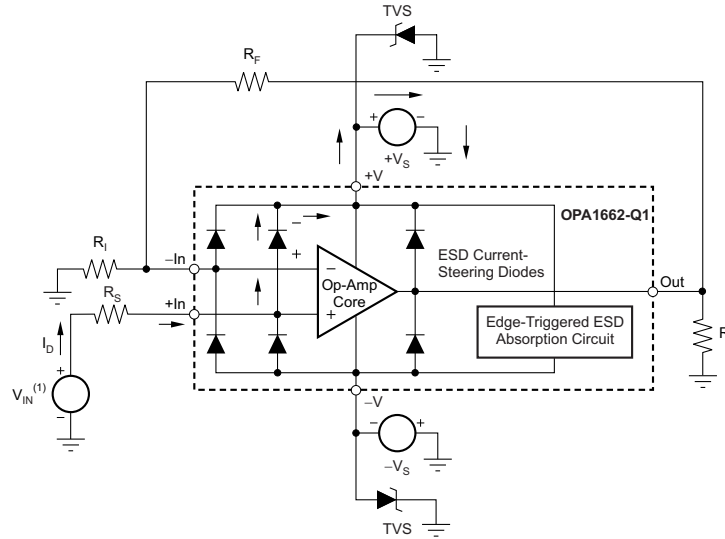 TVS
R_F
+ −
+V_S
+V
OPA1662-Q1
−
+
R_I
−In
−
Op-Amp
Core
+
ESD Current-
Steering Diodes
Out
R_S
+In
Edge-Triggered ESD
Absorption Circuit
R
I_D
+
V_IN^(1)
−
−V
− +
−V_S
TVS